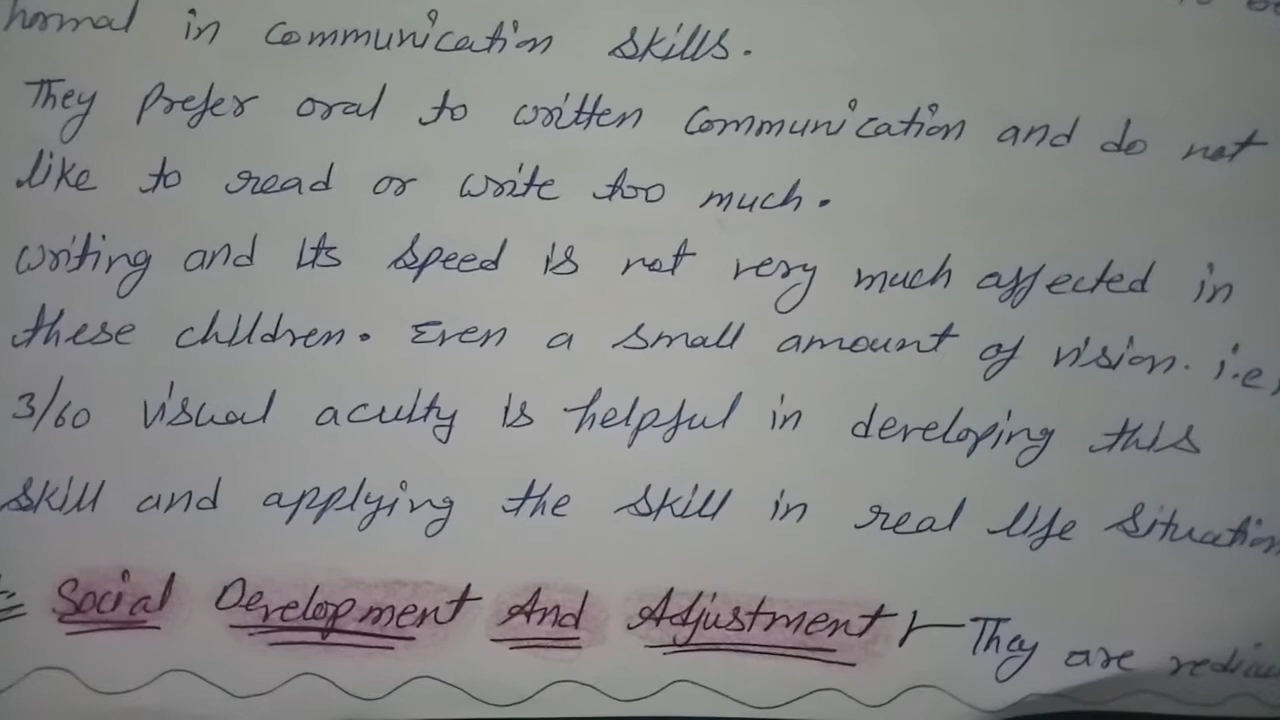 normal in communication skills.
They prefer oral to written communication and do not
like to read or write too much.
writing and its speed is not very much affected in
these children. Even a small amount of vision. i.e,
3/60 visual aculty is helpful in developing this
skill and applying the skill in real life situation
Social Development And Adjustment :- They are